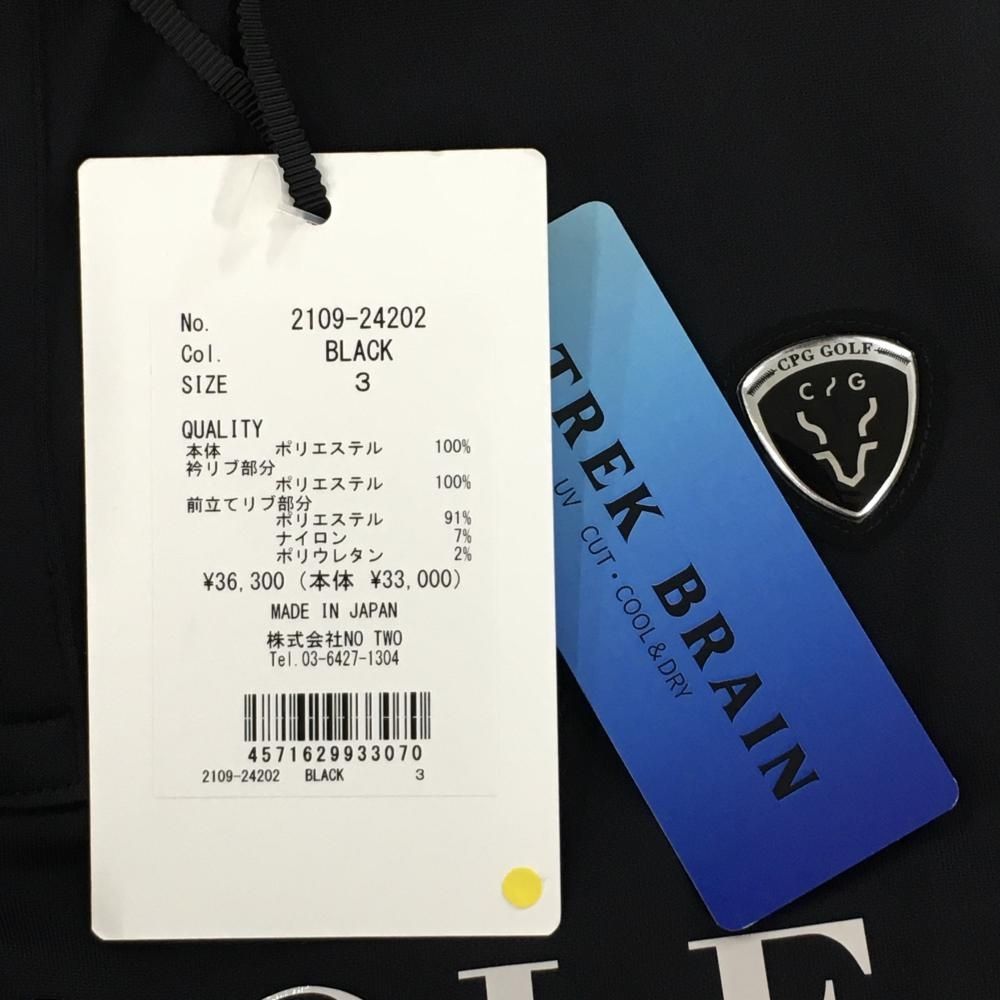 No. 2109-24202
Col. BLACK
SIZE 3
QUALITY
本体 ポリエステル 100%
衿リブ部分
ポリエステル 100%
前立てリブ部分
ポリエステル 91%
ナイロン 7%
ポリウレタン 2%
¥36,300 (本体 ¥33,000)
MADE IN JAPAN
株式会社NO TWO
Tel.03-6427-1304
4571629933070
2109-24202 BLACK 3
TREK BRAIN
UV CUT・COOL&DRY
CPG GOLF
C G
LF